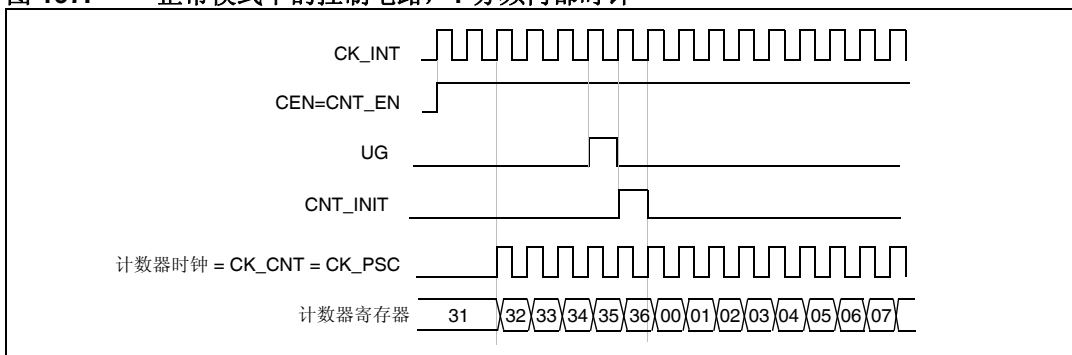 CK_INT
CEN=CNT_EN
UG
CNT_INIT
计数器时钟 = CK_CNT = CK_PSC
计数器寄存器 31 32 33 34 35 36 00 01 02 03 04 05 06 07